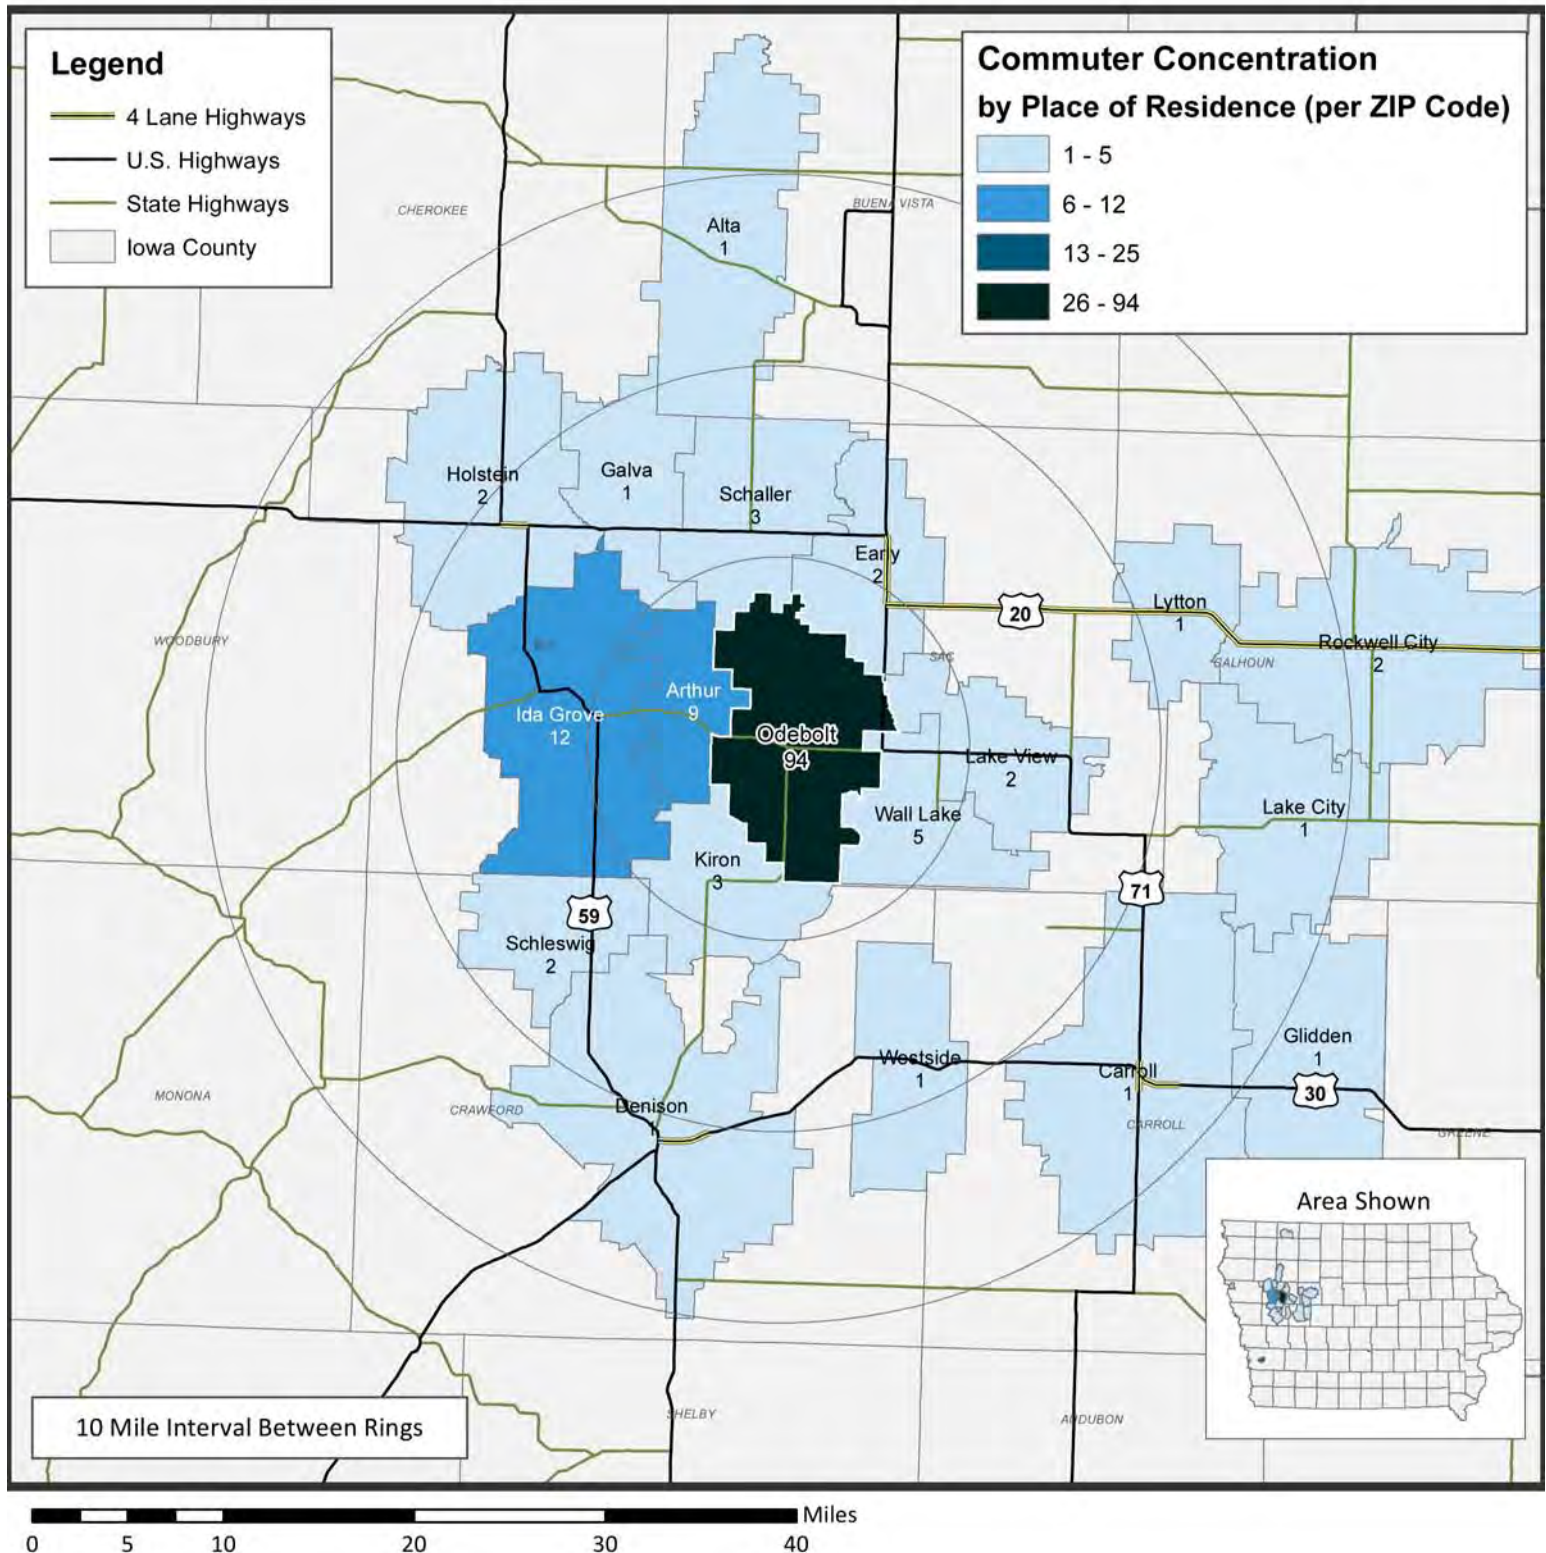 Legend
4 Lane Highways
U.S. Highways
State Highways
Iowa County
Commuter Concentration
by Place of Residence (per ZIP Code)
1 - 5
6 - 12
13 - 25
26 - 94
CHEROKEE
BUENA VISTA
Alta
1
Holstein
2
Galva
1
Schaller
3
Early
2
20
Lytton
1
Rockwell City
2
WOODBURY
SAC
CALHOUN
Arthur
9
Ida Grove
12
Odebolt
94
Lake View
2
Wall Lake
5
Lake City
1
Kiron
3
71
59
Schleswig
2
Glidden
1
Westside
1
Carroll
1
30
MONONA
CRAWFORD
Denison
1
CARROLL
GREENE
Area Shown
SHELBY
AUDUBON
10 Mile Interval Between Rings
Miles
0 5 10 20 30 40